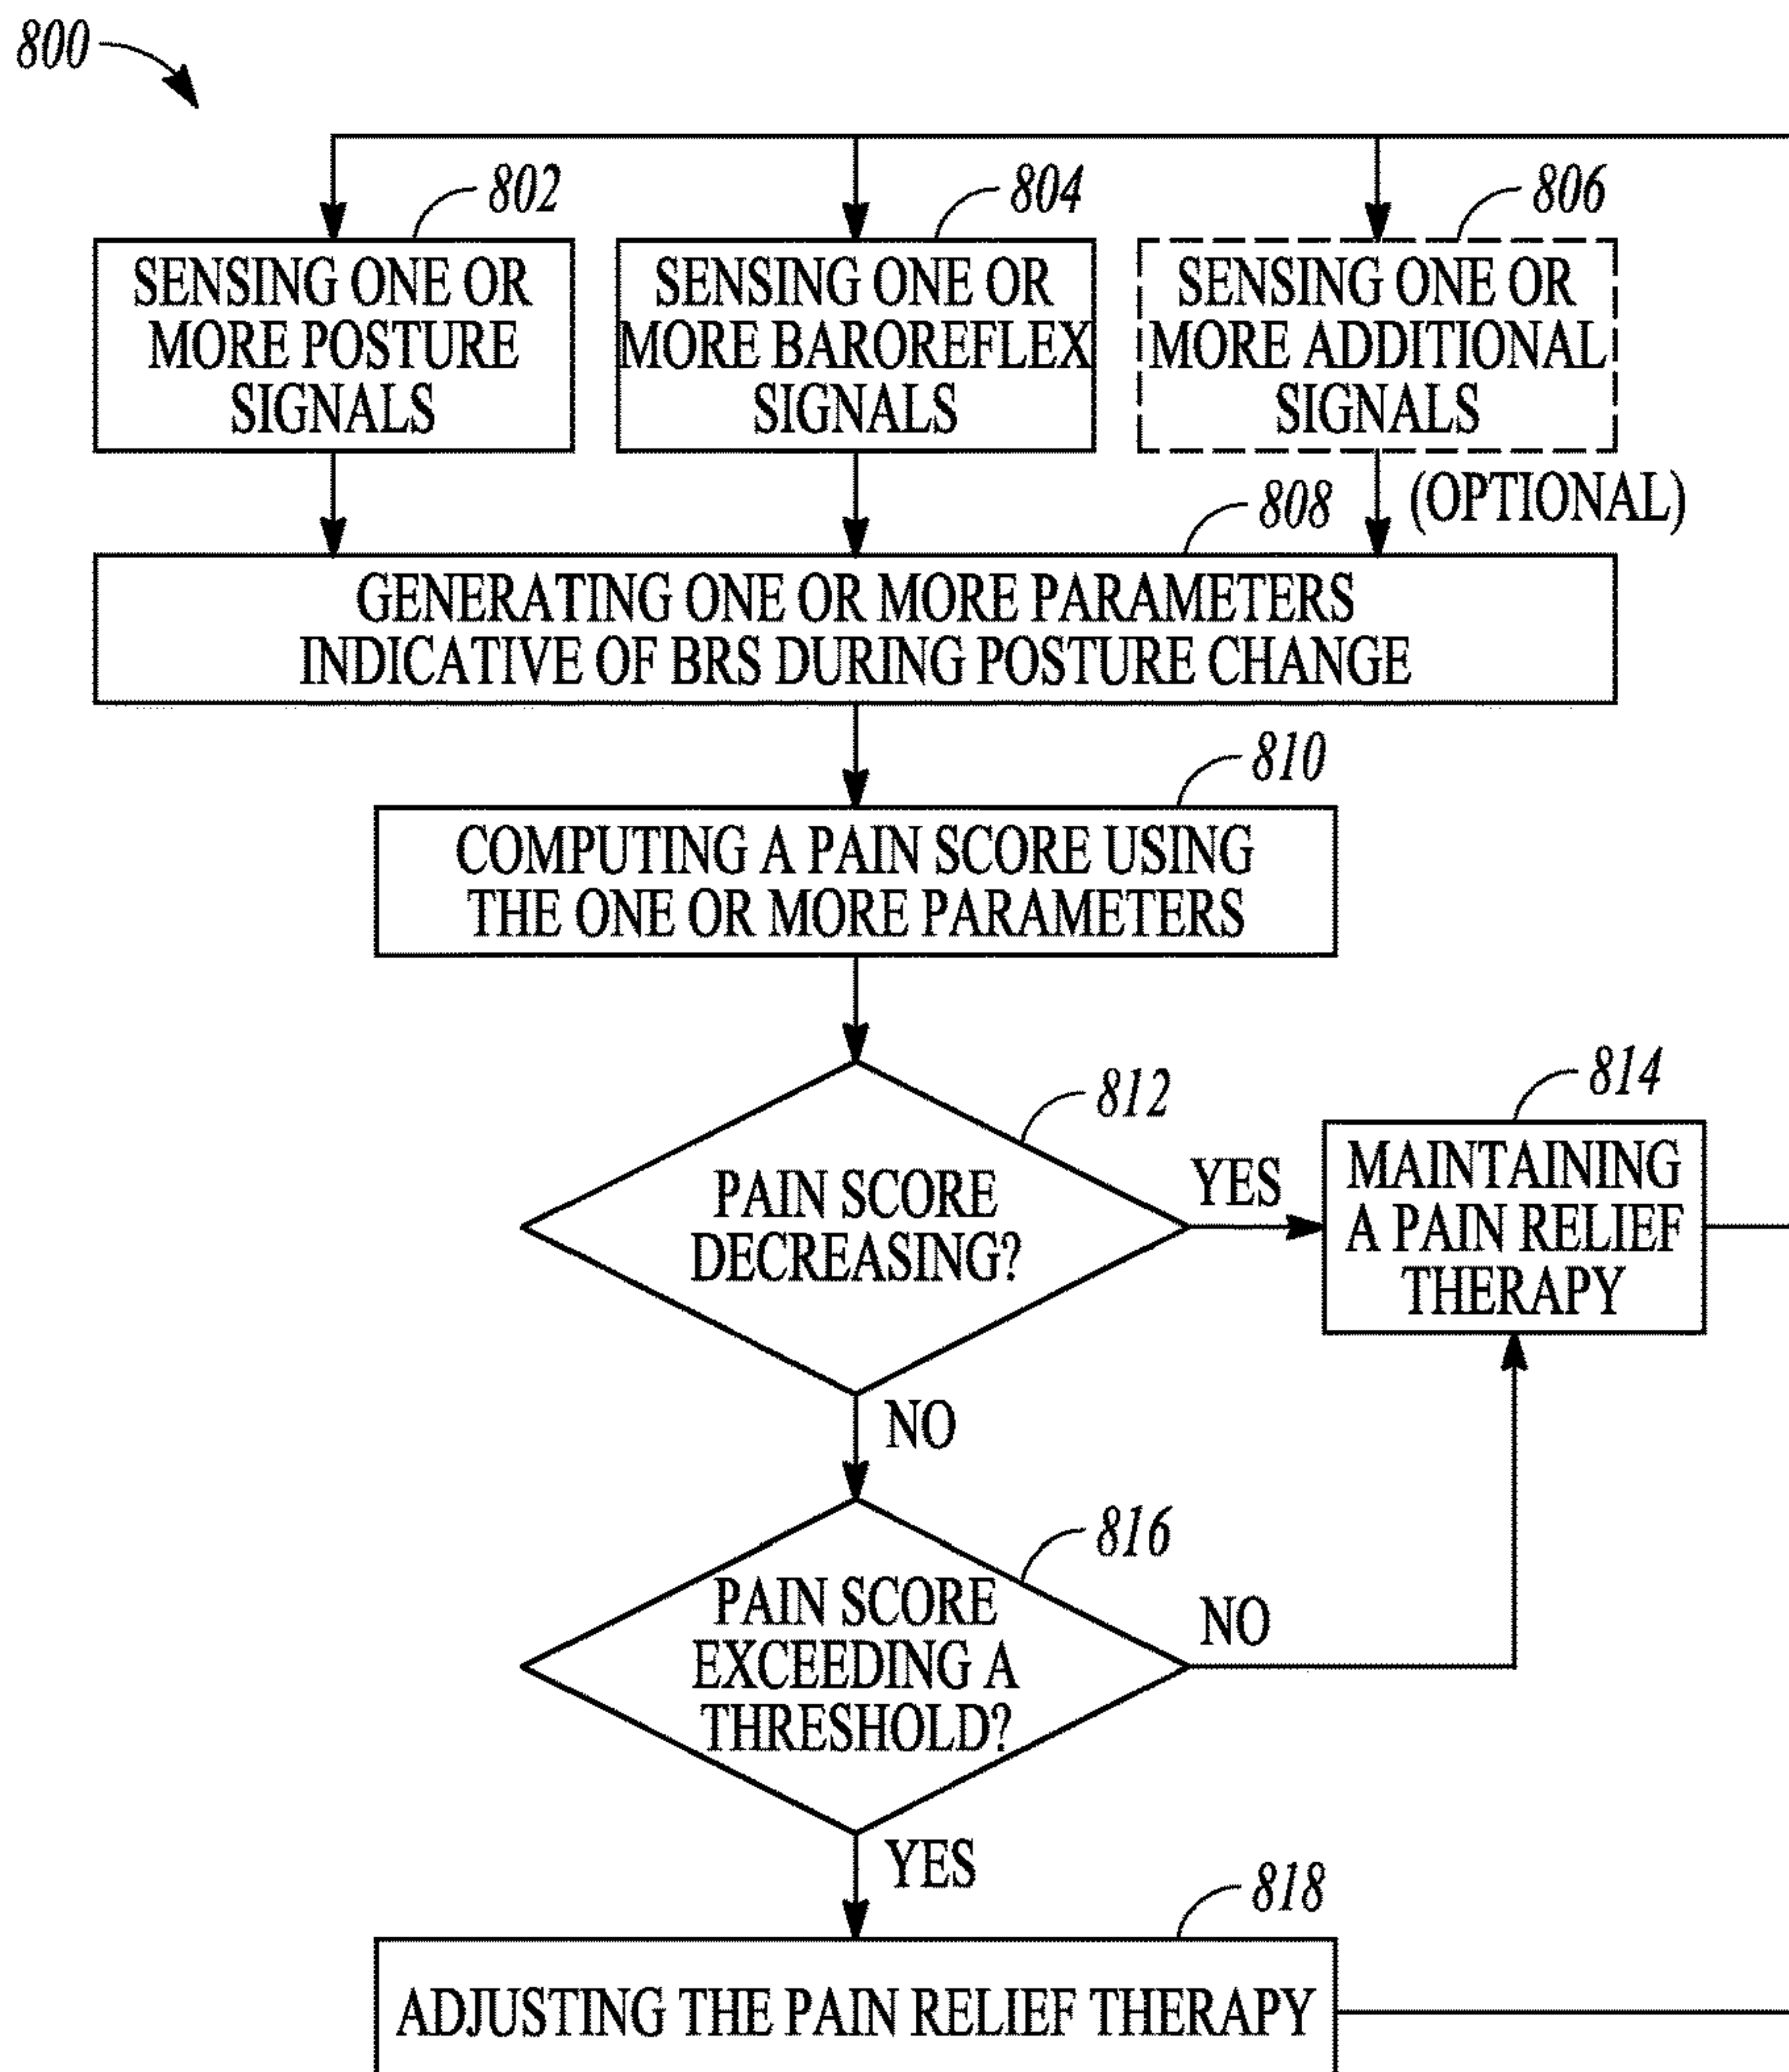 800
802
804
806
SENSING ONE OR
MORE POSTURE
SIGNALS
SENSING ONE OR
MORE BAROREFLEX
SIGNALS
SENSING ONE OR
MORE ADDITIONAL
SIGNALS
(OPTIONAL)
808
GENERATING ONE OR MORE PARAMETERS
INDICATIVE OF BRS DURING POSTURE CHANGE
810
COMPUTING A PAIN SCORE USING
THE ONE OR MORE PARAMETERS
812
PAIN SCORE
DECREASING?
YES
814
MAINTAINING
A PAIN RELIEF
THERAPY
NO
816
PAIN SCORE
EXCEEDING A
THRESHOLD?
NO
YES
818
ADJUSTING THE PAIN RELIEF THERAPY